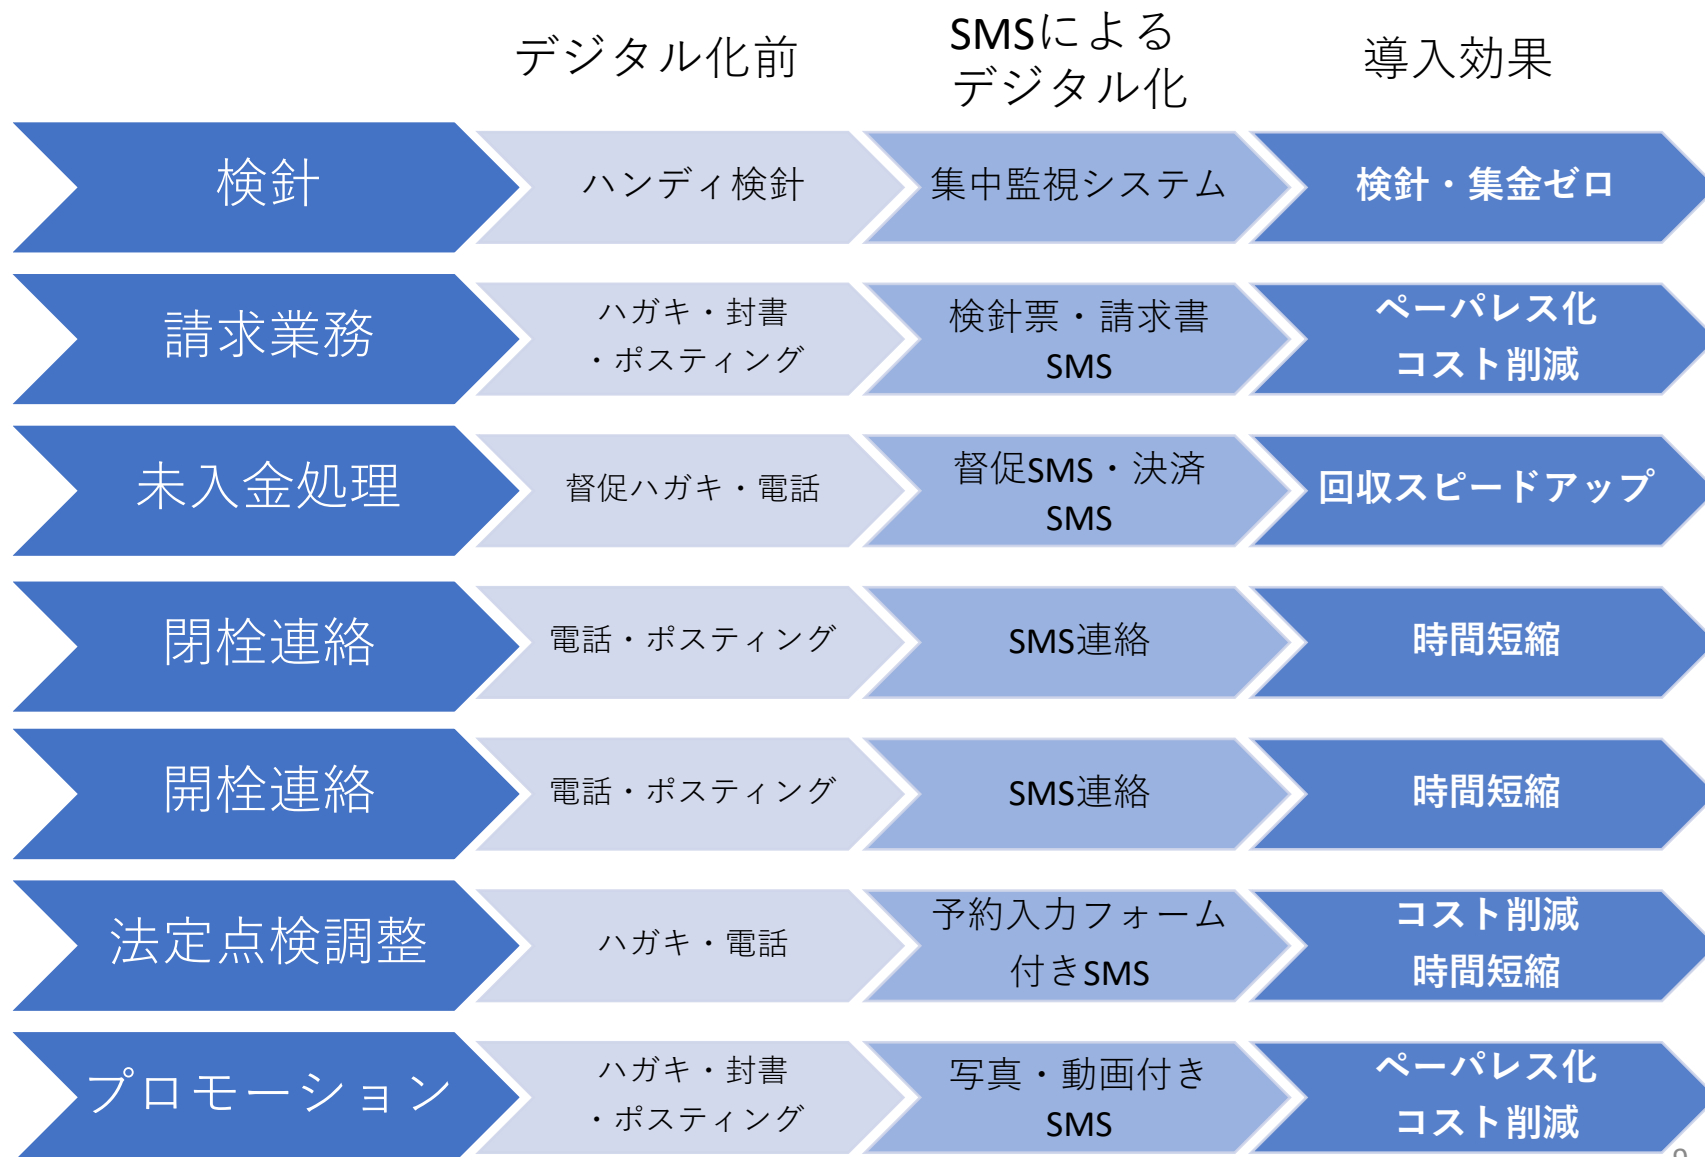 デジタル化前
SMSによる
デジタル化
導入効果
検針
ハンディ検針
集中監視システム
検針・集金ゼロ
請求業務
ハガキ・封書
・ポスティング
検針票・請求書
SMS
ペーパレス化
コスト削減
未入金処理
督促ハガキ・電話
督促SMS・決済
SMS
回収スピードアップ
閉栓連絡
電話・ポスティング
SMS連絡
時間短縮
開栓連絡
電話・ポスティング
SMS連絡
時間短縮
法定点検調整
ハガキ・電話
予約入力フォーム
付きSMS
コスト削減
時間短縮
プロモーション
ハガキ・封書
・ポスティング
写真・動画付き
SMS
ペーパレス化
コスト削減